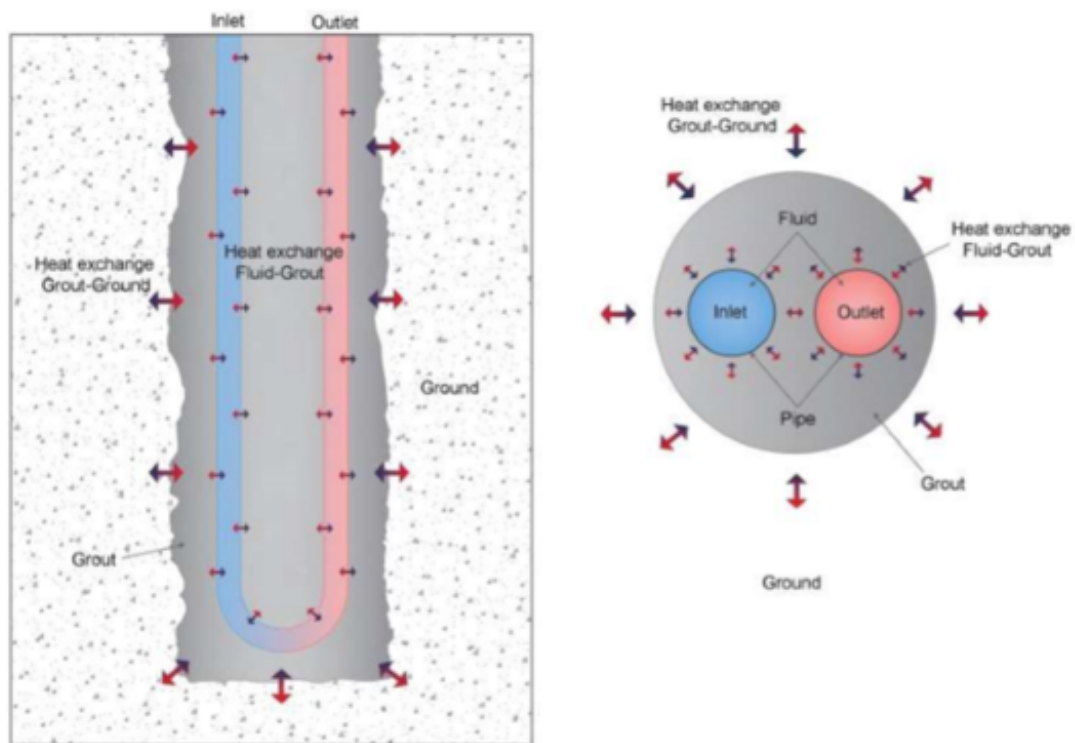 Inlet
Outlet
Heat exchange
Grout-Ground
Heat exchange
Fluid-Grout
Ground
Grout
Heat exchange
Grout-Ground
Fluid
Heat exchange
Fluid-Grout
Inlet
Outlet
Pipe
Grout
Ground